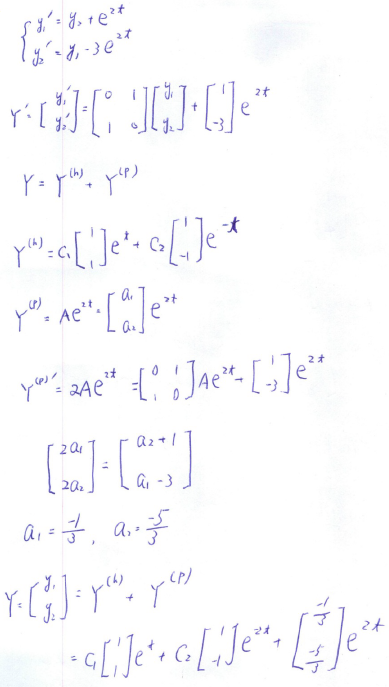 { y₁' = y₂ + e^{2t}
y₂' = y₁ - 3e^{2t}
Y' = [y₁' ; y₂'] = [0 1 ; 1 0][y₁ ; y₂] + [1 ; -3] e^{2t}
Y = Y^{(h)} + Y^{(p)}
Y^{(h)} = C₁[1 ; 1]e^{t} + C₂[1 ; -1]e^{-t}
Y^{(p)} = Ae^{2t} = [a₁ ; a₂] e^{2t}
Y^{(p)'} = 2Ae^{2t} = [0 1 ; 1 0]Ae^{2t} + [1 ; -3]e^{2t}
[2a₁ ; 2a₂] = [a₂ + 1 ; a₁ - 3]
a₁ = -1/3 , a₂ = -5/3
Y = [y₁ ; y₂] = Y^{(h)} + Y^{(p)}
= C₁[1 ; 1]e^{t} + C₂[1 ; -1]e^{2t} + [-1/3 ; -5/3]e^{2t}